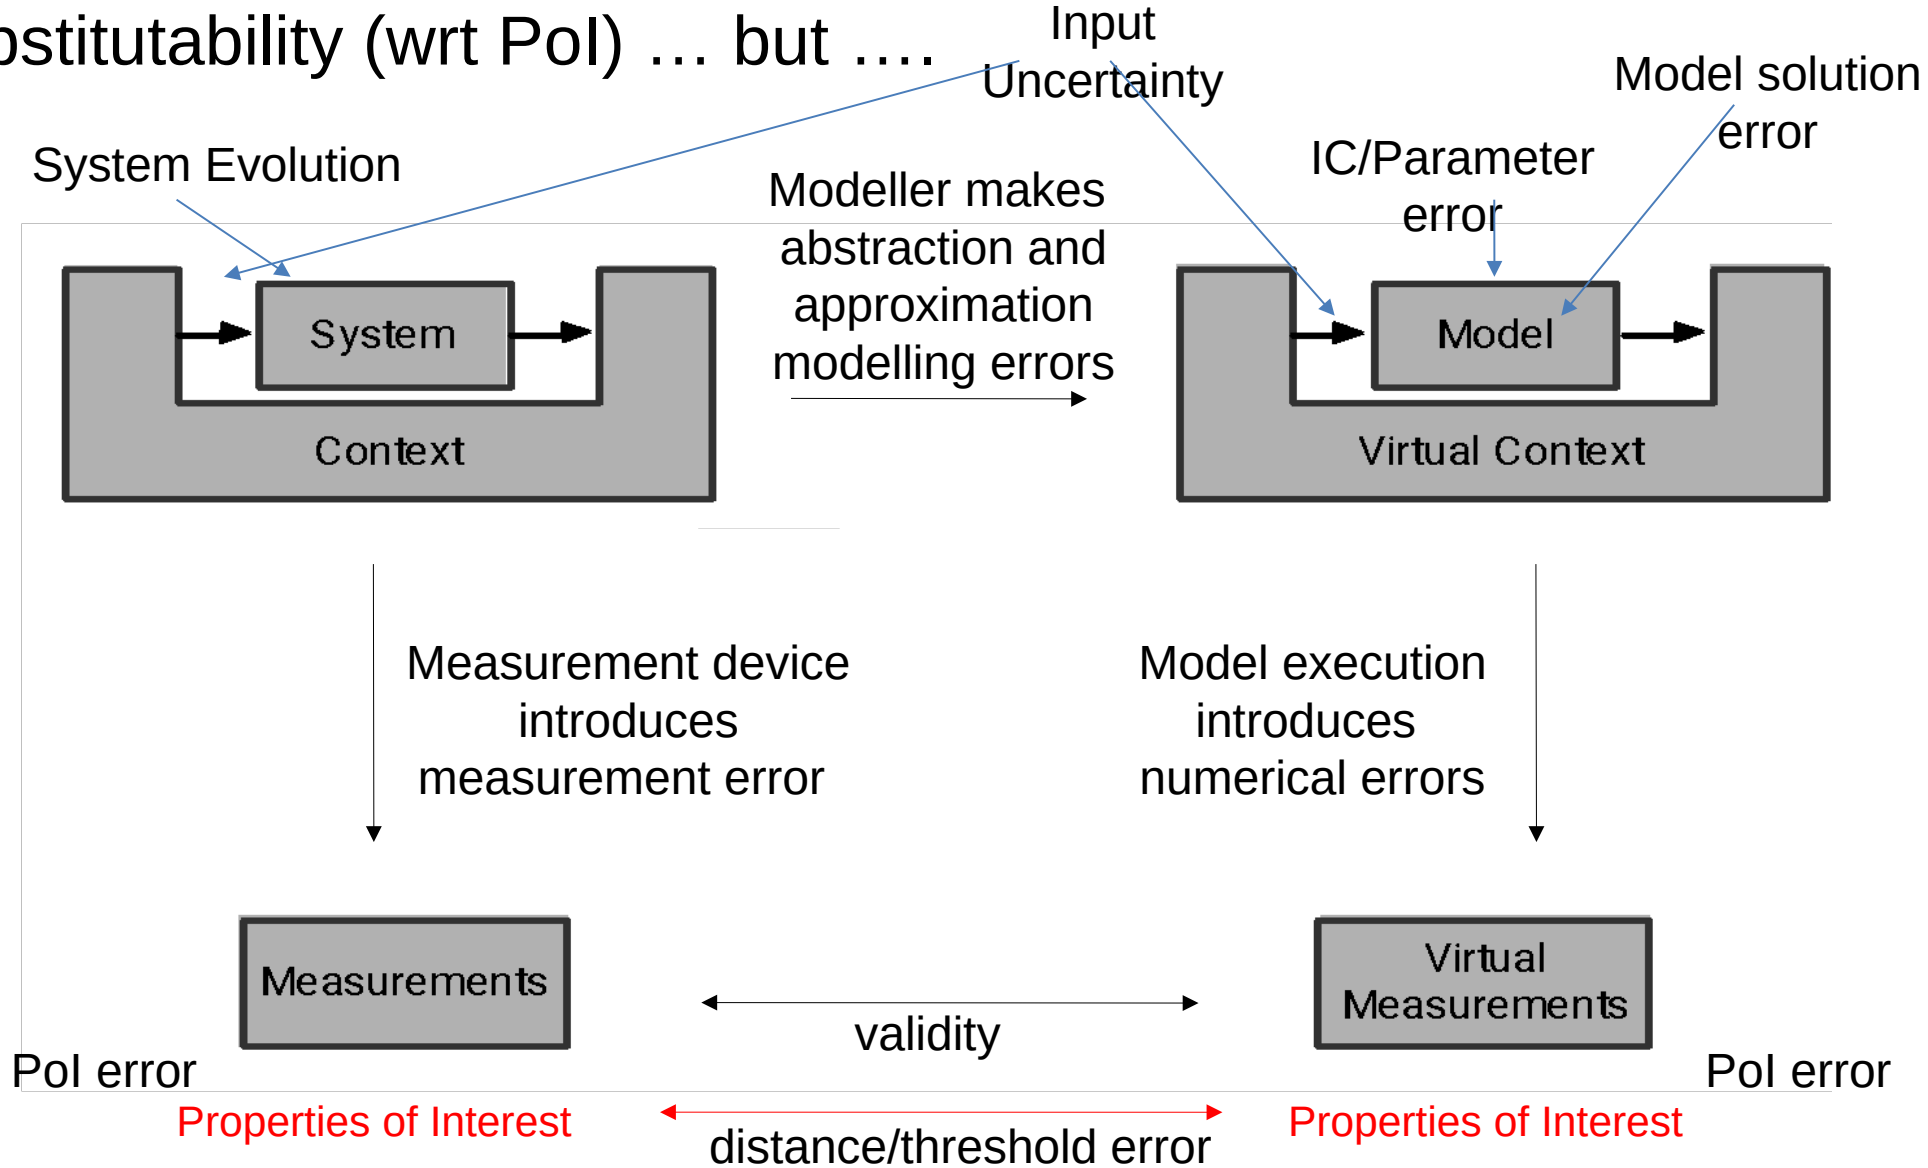 bstitutability (wrt PoI) … but ….
Input
Uncertainty
Model solution
error
System Evolution
IC/Parameter
error
Modeller makes
abstraction and
approximation
modelling errors
System
Context
Model
Virtual Context
Measurement device
introduces
measurement error
Model execution
introduces
numerical errors
Measurements
Virtual
Measurements
validity
PoI error
PoI error
Properties of Interest
Properties of Interest
distance/threshold error